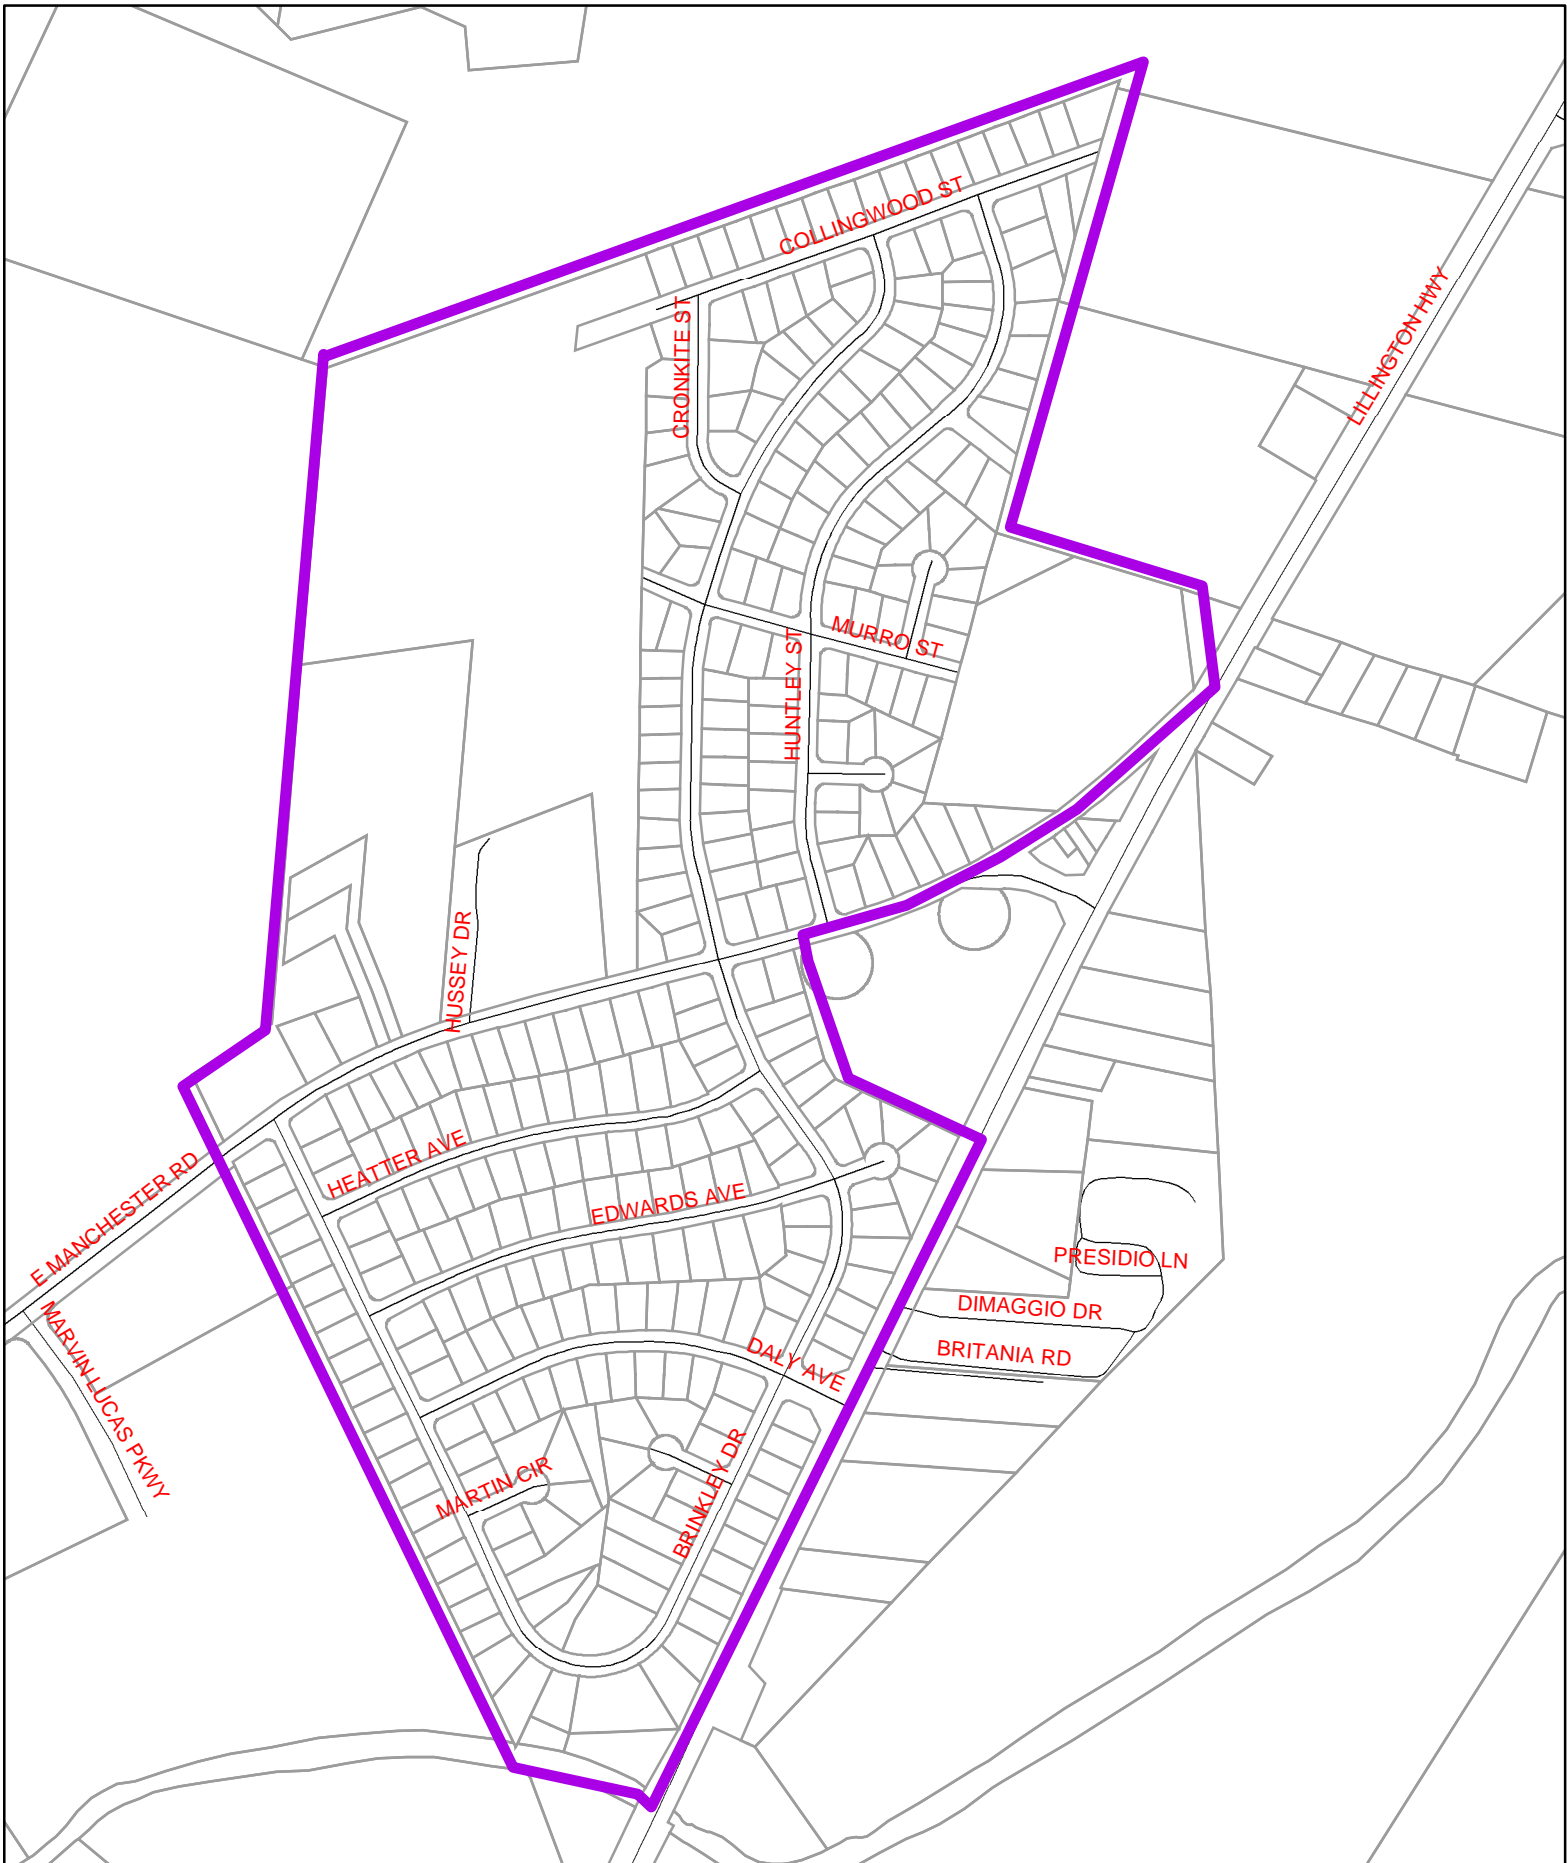 COLLINGWOOD ST
CRONKITE ST
LILLINGTON HWY
MURRO ST
HUNTLEY ST
HUSSEY DR
HEATTER AVE
E MANCHESTER RD
EDWARDS AVE
PRESIDIO LN
DIMAGGIO DR
BRITANIA RD
DALY AVE
MARVIN LUCAS PKWY
MARTIN CIR
BRINKLEY DR